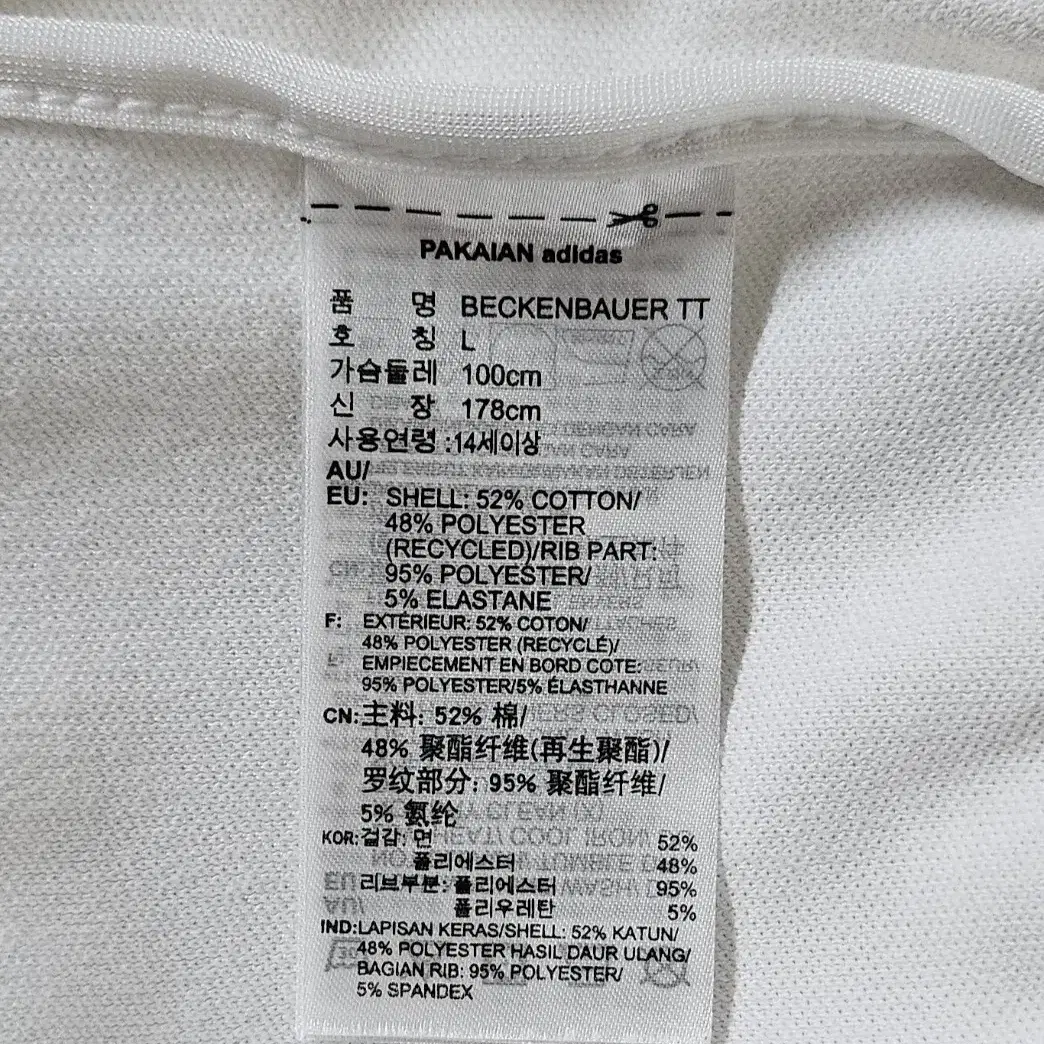 PAKAIAN adidas
품 명 BECKENBAUER TT
호 칭 L
가슴둘레 100cm
신 장 178cm
사용연령 :14세이상
AU/
EU: SHELL: 52% COTTON/
48% POLYESTER
(RECYCLED)/RIB PART:
95% POLYESTER/
5% ELASTANE
F: EXTÉRIEUR: 52% COTON/
48% POLYESTER (RECYCLÉ)/
EMPIECEMENT EN BORD COTE:
95% POLYESTER/5% ÉLASTHANNE
CN:主料: 52% 棉/
48% 聚酯纤维(再生聚酯)/
罗纹部分: 95% 聚酯纤维/
5% 氨纶
KOR:겉감: 면 52%
폴리에스터 48%
리브부분: 폴리에스터 95%
폴리우레탄 5%
IND:LAPISAN KERAS/SHELL: 52% KATUN/
48% POLYESTER HASIL DAUR ULANG/
BAGIAN RIB: 95% POLYESTER/
5% SPANDEX